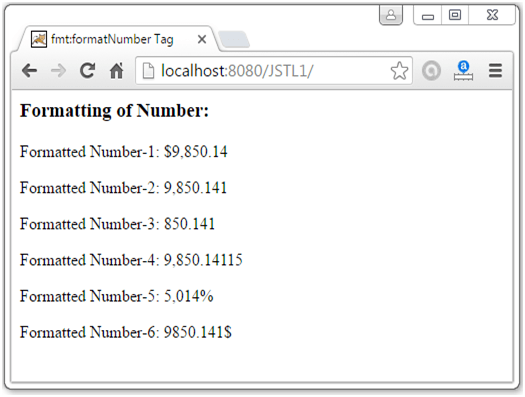 fmt:formatNumber Tag
localhost:8080/JSTL1/
Formatting of Number:
Formatted Number-1: $9,850.14
Formatted Number-2: 9,850.141
Formatted Number-3: 850.141
Formatted Number-4: 9,850.14115
Formatted Number-5: 5,014%
Formatted Number-6: 9850.141$